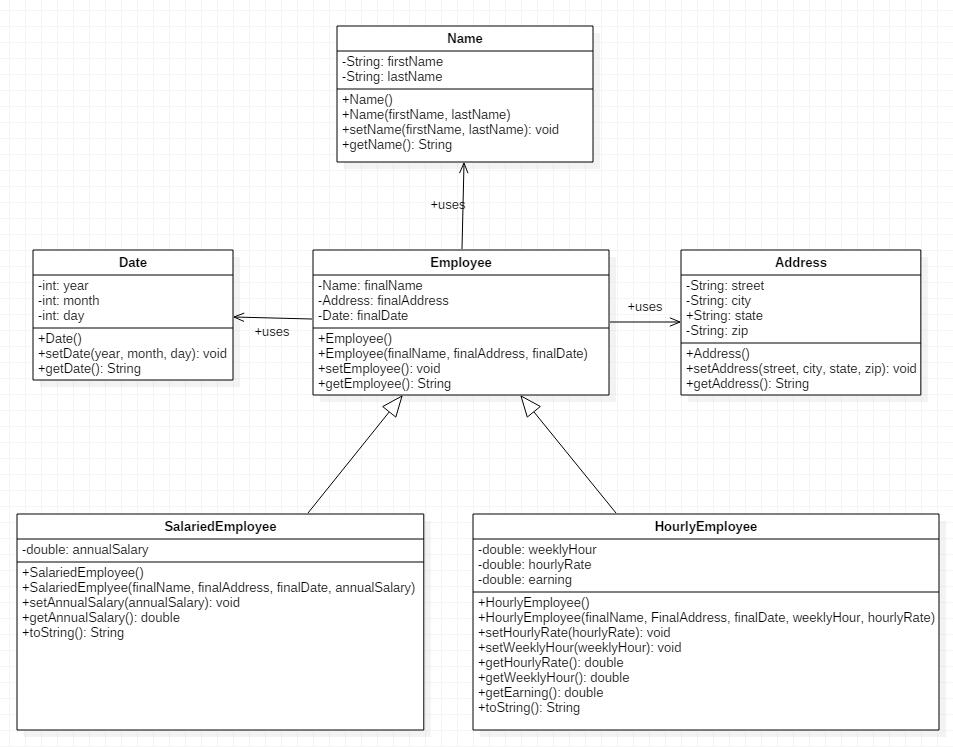 Name
-String: firstName
-String: lastName
+Name()
+Name(firstName, lastName)
+setName(firstName, lastName): void
+getName(): String
+uses
Date
-int: year
-int: month
-int: day
+Date()
+setDate(year, month, day): void
+getDate(): String
+uses
Employee
-Name: finalName
-Address: finalAddress
-Date: finalDate
+Employee()
+Employee(finalName, finalAddress, finalDate)
+setEmployee(): void
+getEmployee(): String
+uses
Address
-String: street
-String: city
+String: state
-String: zip
+Address()
+setAddress(street, city, state, zip): void
+getAddress(): String
SalariedEmployee
-double: annualSalary
+SalariedEmployee()
+SalariedEmplyee(finalName, finalAddress, finalDate, annualSalary)
+setAnnualSalary(annualSalary): void
+getAnnualSalary(): double
+toString(): String
HourlyEmployee
-double: weeklyHour
-double: hourlyRate
-double: earning
+HourlyEmployee()
+HourlyEmployee(finalName, FinalAddress, finalDate, weeklyHour, hourlyRate)
+setHourlyRate(hourlyRate): void
+setWeeklyHour(weeklyHour): void
+getHourlyRate(): double
+getWeeklyHour(): double
+getEarning(): double
+toString(): String